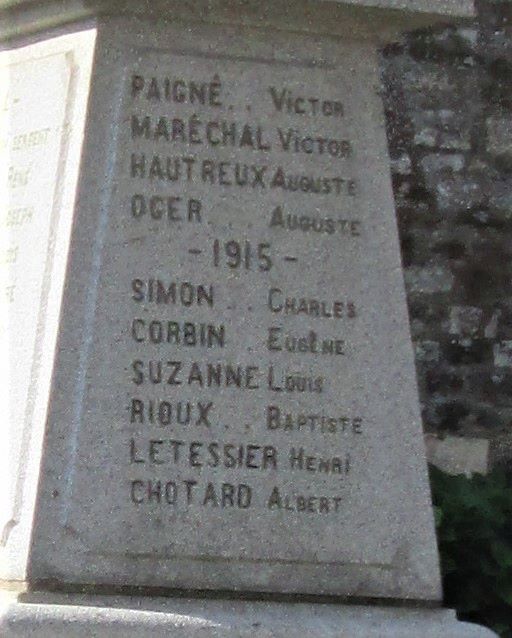 PAIGNÉ.. VICTOR
MARÉCHAL VICTOR
HAUTREUX AUGUSTE
OGER... AUGUSTE
- 1915 -
SIMON.. CHARLES
CORBIN. EUGÈNE
SUZANNE LOUIS
RIOUX.. BAPTISTE
LETESSIER HENRI
CHOTARD ALBERT